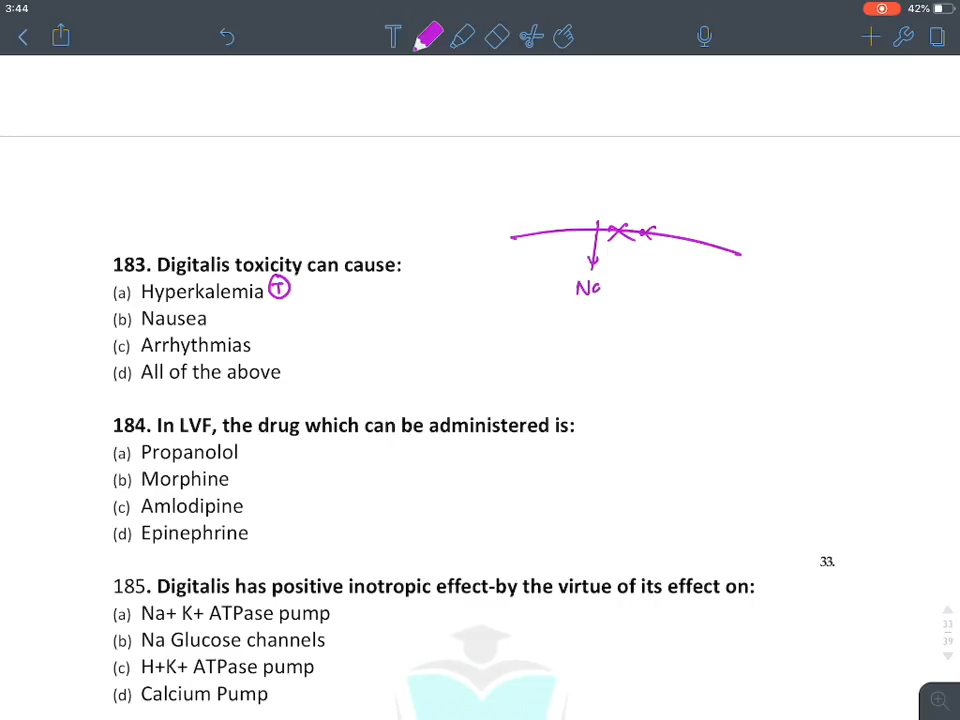 3:44
42%
T
183. Digitalis toxicity can cause:
(a) Hyperkalemia T
(b) Nausea
(c) Arrhythmias
(d) All of the above
Na
184. In LVF, the drug which can be administered is:
(a) Propanolol
(b) Morphine
(c) Amlodipine
(d) Epinephrine
33.
185. Digitalis has positive inotropic effect-by the virtue of its effect on:
(a) Na+ K+ ATPase pump
(b) Na Glucose channels
(c) H+K+ ATPase pump
(d) Calcium Pump
33
39